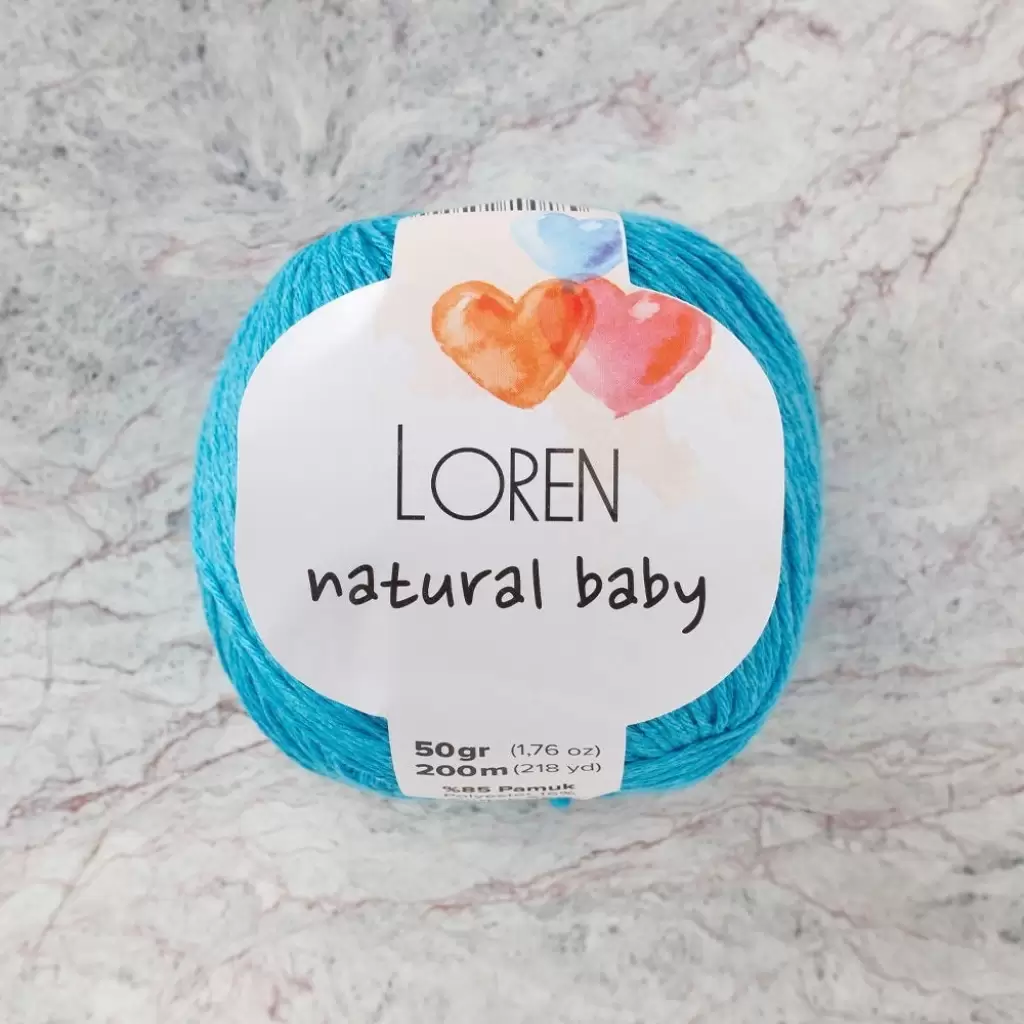 LOREN
natural baby
50gr (1,76 oz)
200m (218 yd)
%85 Pamuk